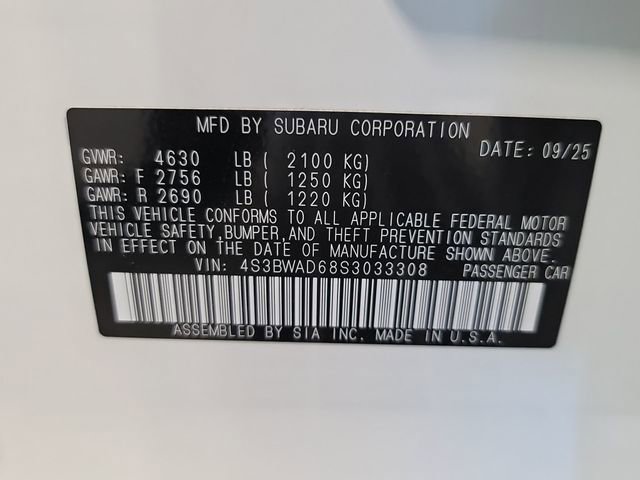 MFD BY SUBARU CORPORATION
DATE: 09/25
GVWR: 4630 LB ( 2100 KG)
GAWR: F 2756 LB ( 1250 KG)
GAWR: R 2690 LB ( 1220 KG)
THIS VEHICLE CONFORMS TO ALL APPLICABLE FEDERAL MOTOR
VEHICLE SAFETY, BUMPER, AND THEFT PREVENTION STANDARDS
IN EFFECT ON THE DATE OF MANUFACTURE SHOWN ABOVE.
VIN: 4S3BWAD68S3033308 PASSENGER CAR
ASSEMBLED BY SIA INC. MADE IN U.S.A.